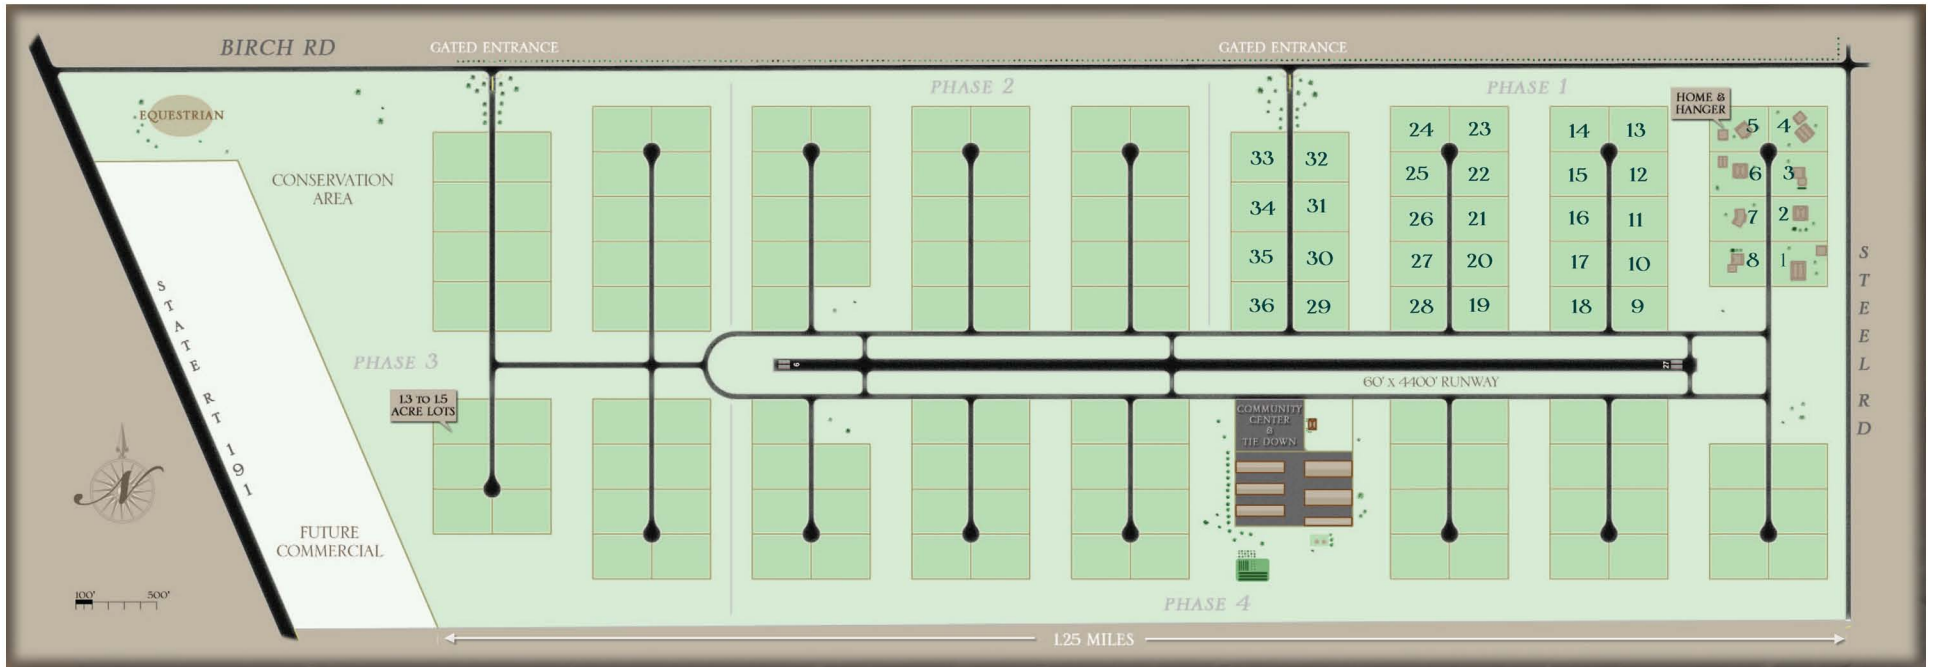 BIRCH RD
GATED ENTRANCE
GATED ENTRANCE
PHASE 2
PHASE 1
HOME &
HANGER
EQUESTRIAN
CONSERVATION
AREA
24 23
14 13
5 4
33 32
25 22
15 12
6 3
34 31
26 21
16 11
7 2
35 30
27 20
17 10
8 1
36 29
28 19
18 9
STATE RT 191
STEEL RD
PHASE 3
6
27
60' X 4400' RUNWAY
1.3 TO 1.5
ACRE LOTS
COMMUNITY
CENTER
&
TIE DOWN
N
FUTURE
COMMERCIAL
100' 500'
PHASE 4
1.25 MILES